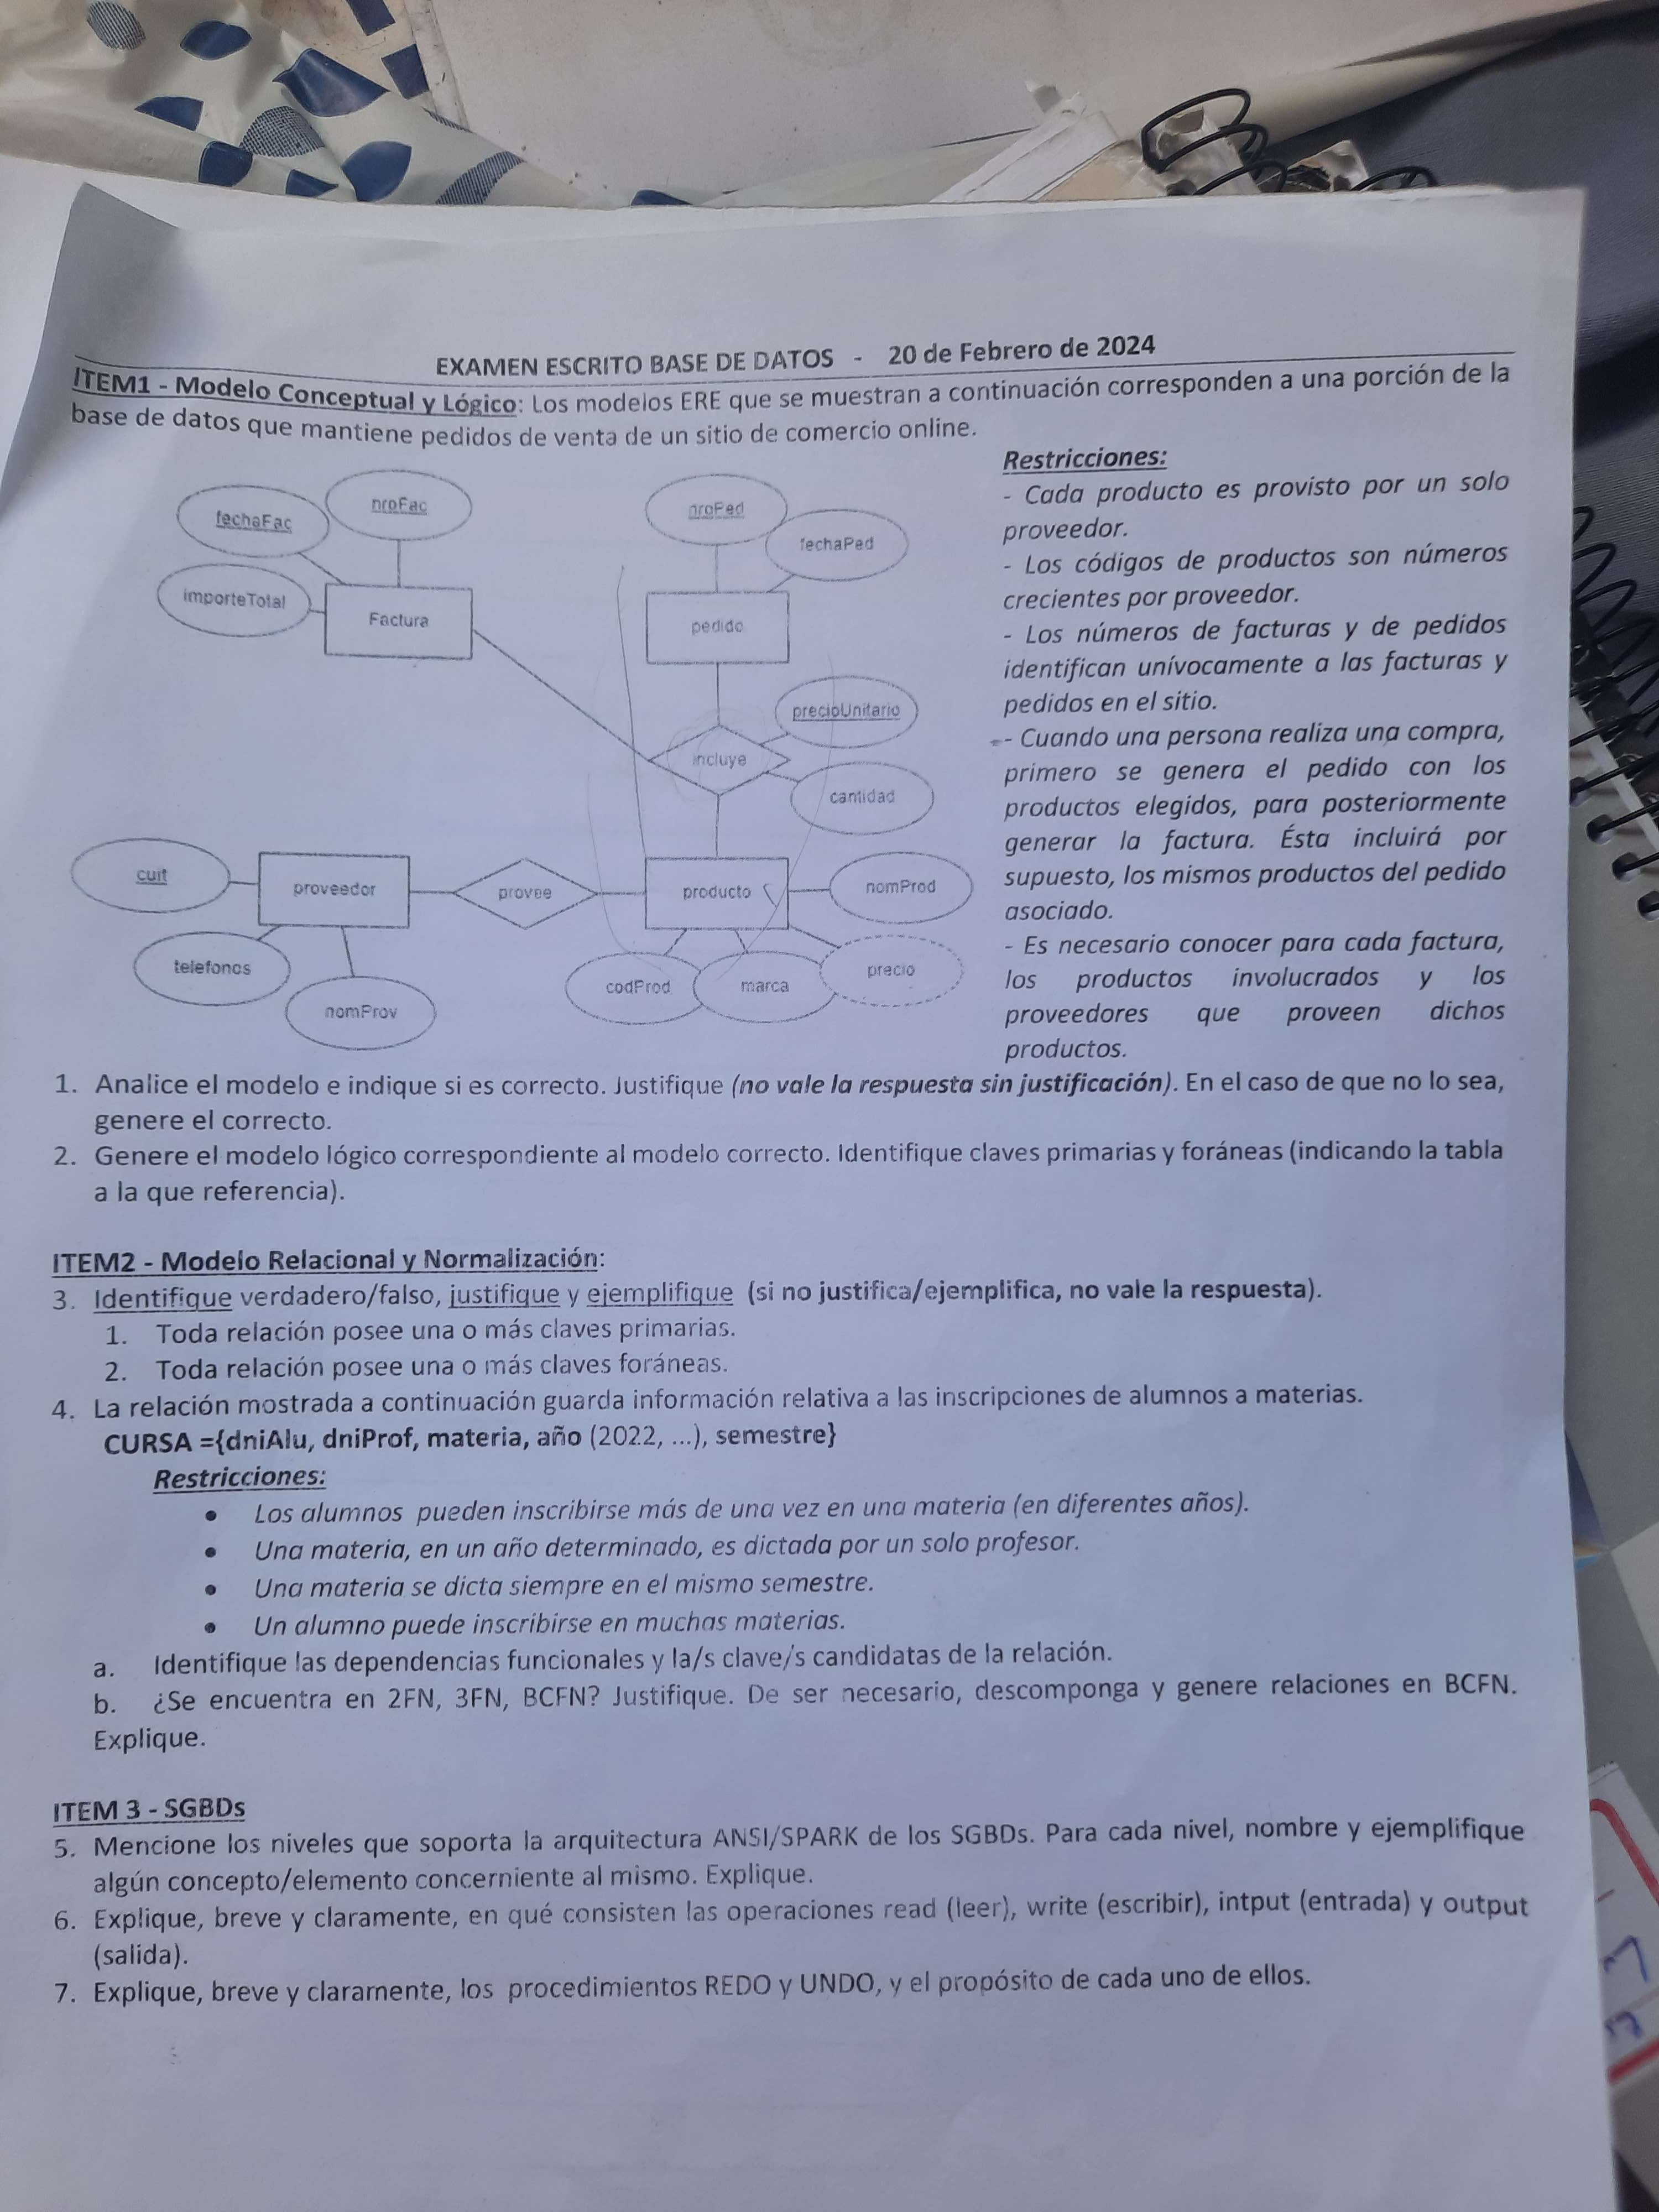 EXAMEN ESCRITO BASE DE DATOS - 20 de Febrero de 2024
ITEM1 - Modelo Conceptual y Lógico: Los modelos ERE que se muestran a continuación corresponden a una porción de la
base de datos que mantiene pedidos de venta de un sitio de comercio online.
fechaFac
nroFac
importeTotal
Factura
nroPed
fechaPed
pedido
precioUnitario
incluye
cantidad
cuit
proveedor
provee
producto
nomProd
telefonos
nomProv
codProd
marca
precio
Restricciones:
- Cada producto es provisto por un solo
proveedor.
- Los códigos de productos son números
crecientes por proveedor.
- Los números de facturas y de pedidos
identifican unívocamente a las facturas y
pedidos en el sitio.
- Cuando una persona realiza una compra,
primero se genera el pedido con los
productos elegidos, para posteriormente
generar la factura. Ésta incluirá por
supuesto, los mismos productos del pedido
asociado.
- Es necesario conocer para cada factura,
los productos involucrados y los
proveedores que proveen dichos
productos.
1. Analice el modelo e indique si es correcto. Justifique (no vale la respuesta sin justificación). En el caso de que no lo sea,
genere el correcto.
2. Genere el modelo lógico correspondiente al modelo correcto. Identifique claves primarias y foráneas (indicando la tabla
a la que referencia).
ITEM2 - Modelo Relacional y Normalización:
3. Identifique verdadero/falso, justifique y ejemplifique (si no justifica/ejemplifica, no vale la respuesta).
1. Toda relación posee una o más claves primarias.
2. Toda relación posee una o más claves foráneas.
4. La relación mostrada a continuación guarda información relativa a las inscripciones de alumnos a materias.
CURSA ={dniAlu, dniProf, materia, año (2022, ...), semestre}
Restricciones:
• Los alumnos pueden inscribirse más de una vez en una materia (en diferentes años).
• Una materia, en un año determinado, es dictada por un solo profesor.
• Una materia se dicta siempre en el mismo semestre.
• Un alumno puede inscribirse en muchas materias.
a. Identifique las dependencias funcionales y la/s clave/s candidatas de la relación.
b. ¿Se encuentra en 2FN, 3FN, BCFN? Justifique. De ser necesario, descomponga y genere relaciones en BCFN.
Explique.
ITEM 3 - SGBDs
5. Mencione los niveles que soporta la arquitectura ANSI/SPARK de los SGBDs. Para cada nivel, nombre y ejemplifique
algún concepto/elemento concerniente al mismo. Explique.
6. Explique, breve y claramente, en qué consisten las operaciones read (leer), write (escribir), intput (entrada) y output
(salida).
7. Explique, breve y claramente, los procedimientos REDO y UNDO, y el propósito de cada uno de ellos.